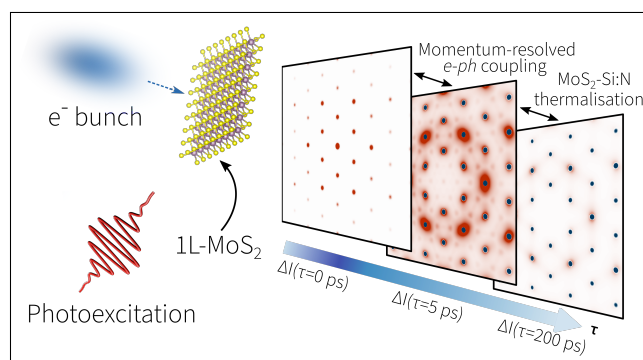 e⁻ bunch
1L-MoS₂
Photoexcitation
Momentum-resolved
e-ph coupling
MoS₂-Si:N
thermalisation
ΔI(τ=0 ps)
ΔI(τ=5 ps)
ΔI(τ=200 ps)
τ